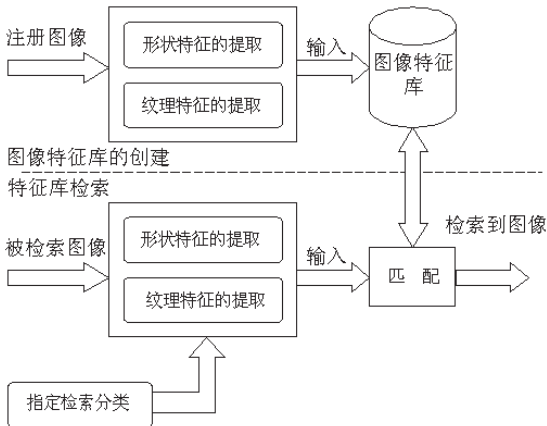 注册图像
形状特征的提取
纹理特征的提取
输入
图像特征
库
图像特征库的创建
特征库检索
被检索图像
形状特征的提取
纹理特征的提取
输入
匹 配
检索到图像
指定检索分类